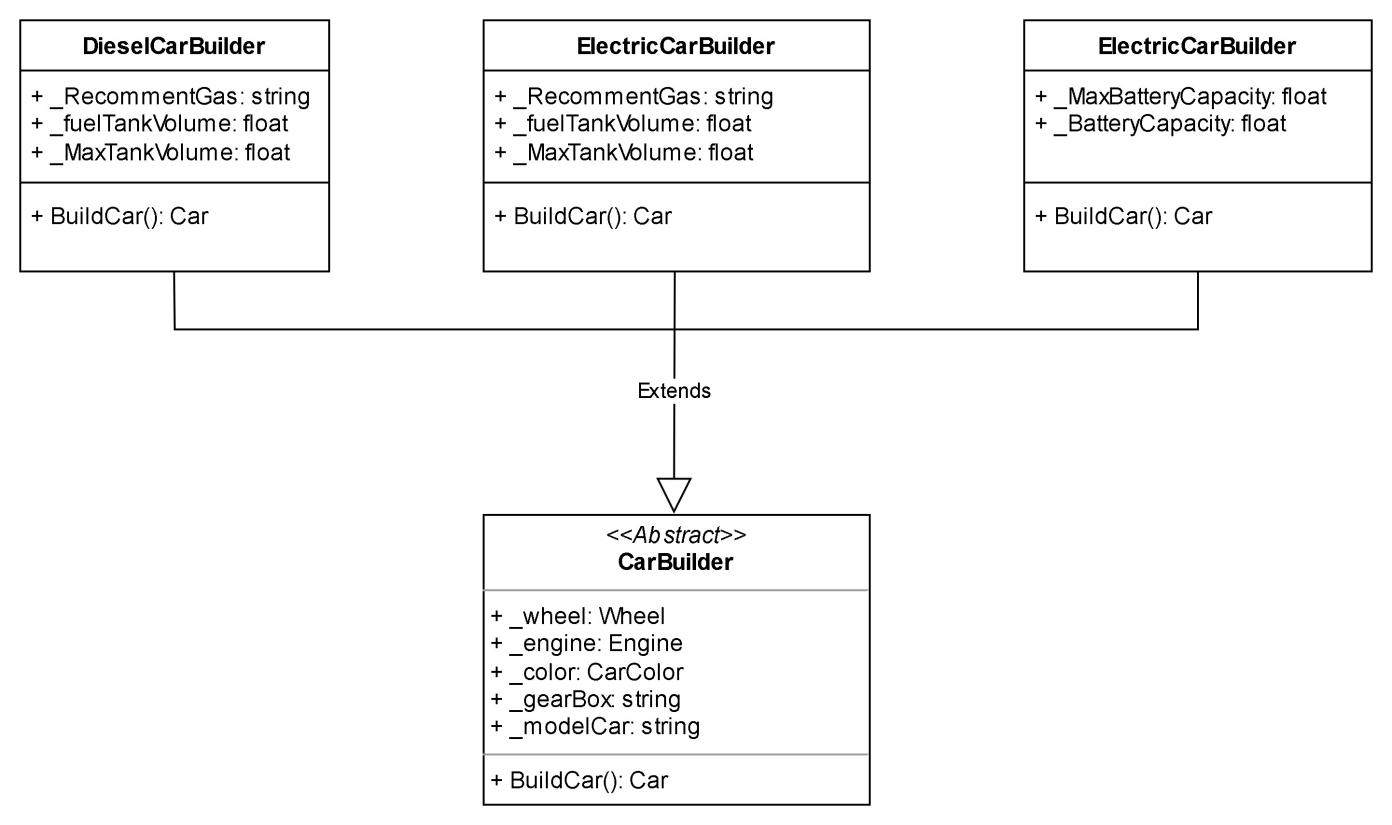 DieselCarBuilder
+ _RecommentGas: string
+ _fuelTankVolume: float
+ _MaxTankVolume: float
+ BuildCar(): Car
ElectricCarBuilder
+ _RecommentGas: string
+ _fuelTankVolume: float
+ _MaxTankVolume: float
+ BuildCar(): Car
ElectricCarBuilder
+ _MaxBatteryCapacity: float
+ _BatteryCapacity: float
+ BuildCar(): Car
Extends
<<Abstract>>
CarBuilder
+ _wheel: Wheel
+ _engine: Engine
+ _color: CarColor
+ _gearBox: string
+ _modelCar: string
+ BuildCar(): Car